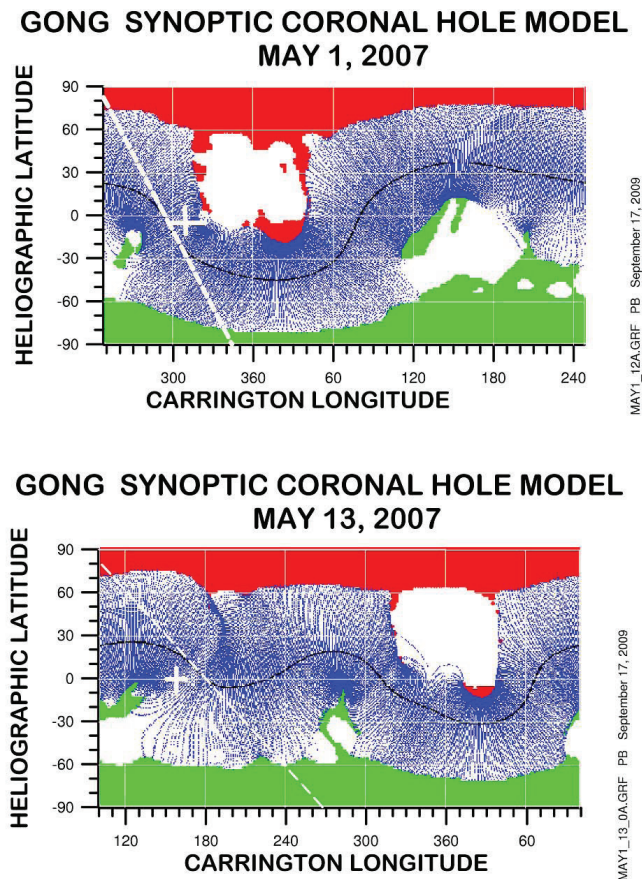 GONG SYNOPTIC CORONAL HOLE MODEL
MAY 1, 2007
HELIOGRAPHIC LATITUDE
90
60
30
0
-30
-60
-90
300 360 60 120 180 240
CARRINGTON LONGITUDE
MAY1_12A.GRF PB September 17, 2009
GONG SYNOPTIC CORONAL HOLE MODEL
MAY 13, 2007
HELIOGRAPHIC LATITUDE
90
60
30
0
-30
-60
-90
120 180 240 300 360 60
CARRINGTON LONGITUDE
MAY1_13_0A.GRF PB September 17, 2009